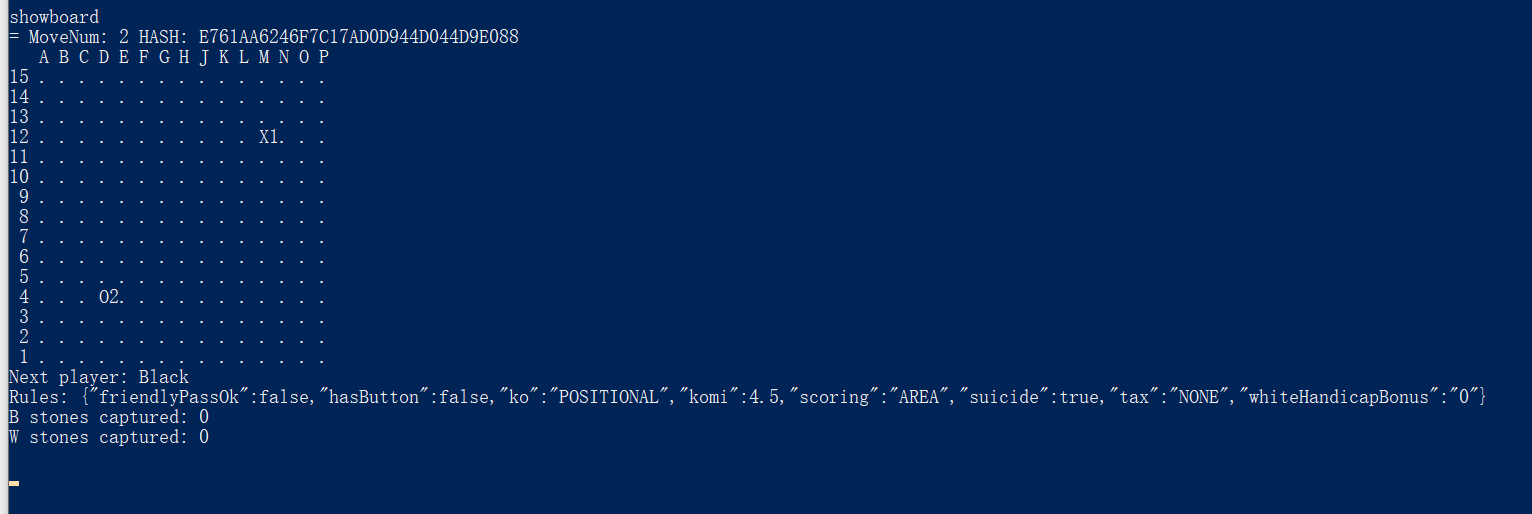 showboard
= MoveNum: 2 HASH: E761AA6246F7C17AD0D944D044D9E088
   A B C D E F G H J K L M N O P
15 . . . . . . . . . . . . . . .
14 . . . . . . . . . . . . . . .
13 . . . . . . . . . . . . . . .
12 . . . . . . . . . . . X1. . .
11 . . . . . . . . . . . . . . .
10 . . . . . . . . . . . . . . .
 9 . . . . . . . . . . . . . . .
 8 . . . . . . . . . . . . . . .
 7 . . . . . . . . . . . . . . .
 6 . . . . . . . . . . . . . . .
 5 . . . . . . . . . . . . . . .
 4 . . . O2. . . . . . . . . . .
 3 . . . . . . . . . . . . . . .
 2 . . . . . . . . . . . . . . .
 1 . . . . . . . . . . . . . . .
Next player: Black
Rules: {"friendlyPassOk":false,"hasButton":false,"ko":"POSITIONAL","komi":4.5,"scoring":"AREA","suicide":true,"tax":"NONE","whiteHandicapBonus":"0"}
B stones captured: 0
W stones captured: 0